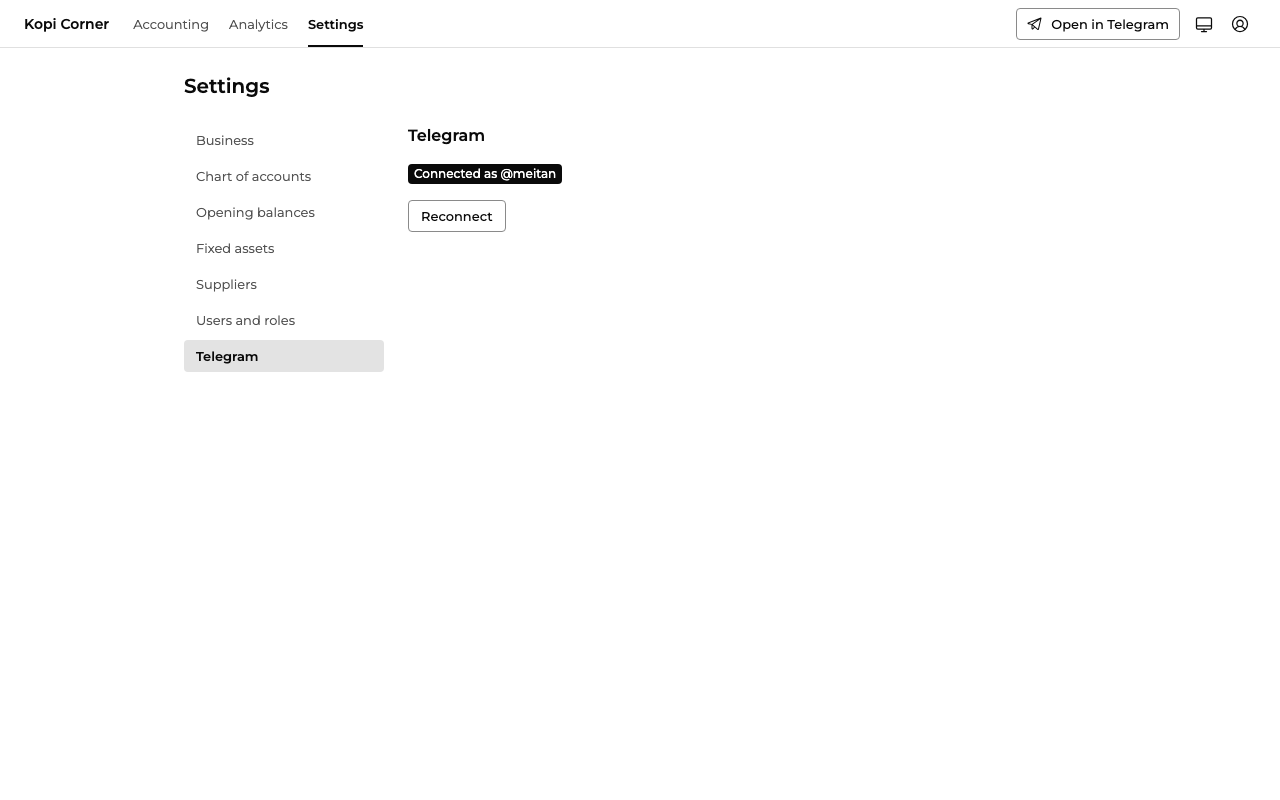 Kopi Corner
Accounting
Analytics
Settings
Open in Telegram
Settings
Business
Chart of accounts
Opening balances
Fixed assets
Suppliers
Users and roles
Telegram
Telegram
Connected as @meitan
Reconnect